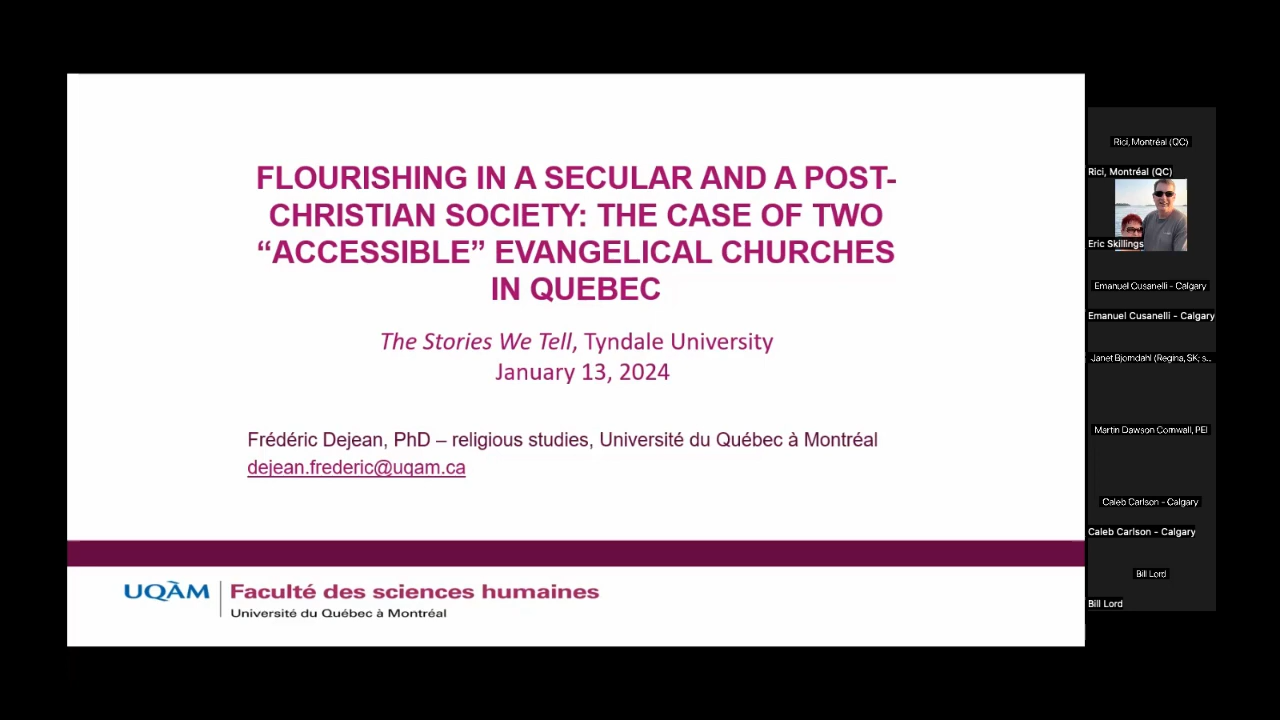 FLOURISHING IN A SECULAR AND A POST-
CHRISTIAN SOCIETY: THE CASE OF TWO
“ACCESSIBLE” EVANGELICAL CHURCHES
IN QUEBEC
The Stories We Tell, Tyndale University
January 13, 2024
Frédéric Dejean, PhD – religious studies, Université du Québec à Montréal
dejean.frederic@uqam.ca
UQÀM
Faculté des sciences humaines
Université du Québec à Montréal
Rici, Montréal (QC)
Rici, Montréal (QC)
Eric Skillings
Emanuel Cusanelli - Calgary
Emanuel Cusanelli - Calgary
Janet Bjorndahl (Regina, SK; s...
Martin Dawson Cornwall, PEI
Caleb Carlson - Calgary
Caleb Carlson - Calgary
Bill Lord
Bill Lord